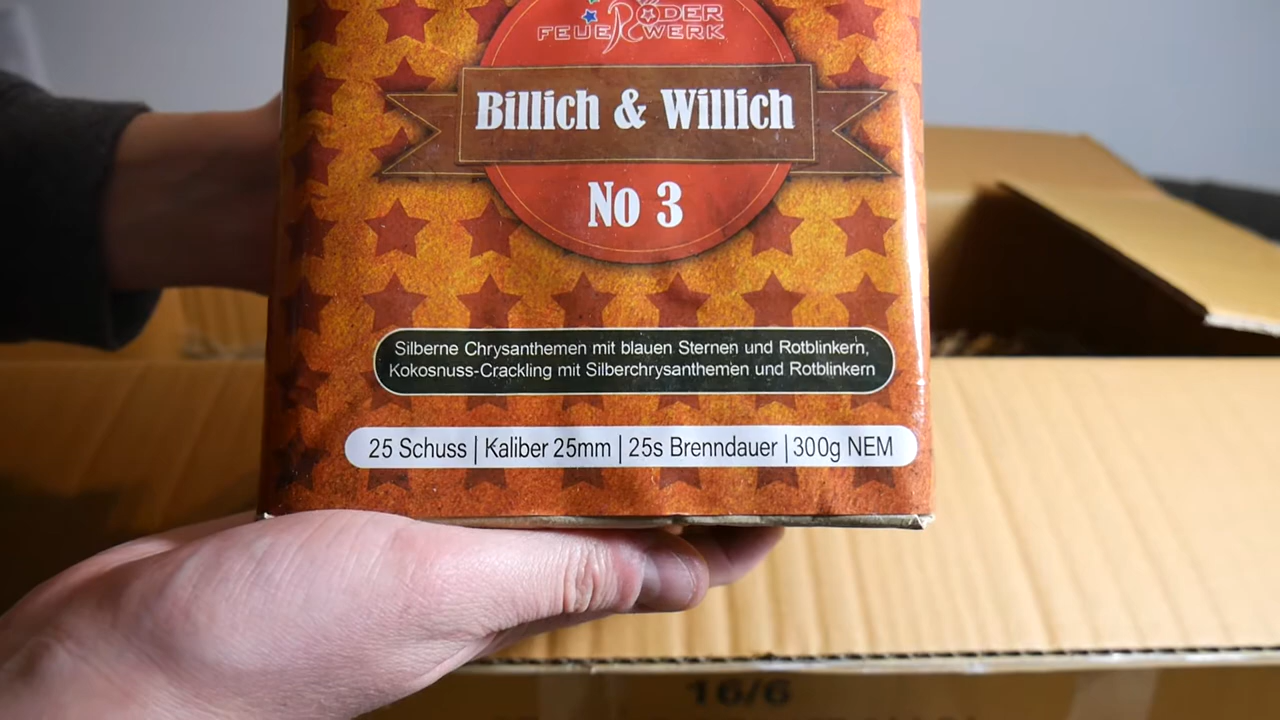 RÖDER
FEUERWERK
Billich & Willich
No 3
Silberne Chrysanthemen mit blauen Sternen und Rotblinkern,
Kokosnuss-Crackling mit Silberchrysanthemen und Rotblinkern
25 Schuss | Kaliber 25mm | 25s Brenndauer | 300g NEM
16/6